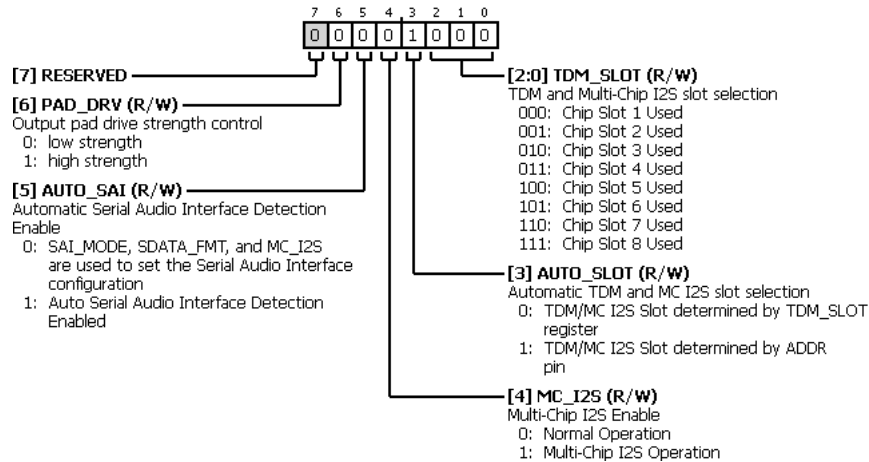 7 6 5 4 3 2 1 0
0 0 0 0 1 0 0 0
[7] RESERVED
[6] PAD_DRV (R/W)
Output pad drive strength control
0: low strength
1: high strength
[5] AUTO_SAI (R/W)
Automatic Serial Audio Interface Detection
Enable
0: SAI_MODE, SDATA_FMT, and MC_I2S
are used to set the Serial Audio Interface
configuration
1: Auto Serial Audio Interface Detection
Enabled
[2:0] TDM_SLOT (R/W)
TDM and Multi-Chip I2S slot selection
000: Chip Slot 1 Used
001: Chip Slot 2 Used
010: Chip Slot 3 Used
011: Chip Slot 4 Used
100: Chip Slot 5 Used
101: Chip Slot 6 Used
110: Chip Slot 7 Used
111: Chip Slot 8 Used
[3] AUTO_SLOT (R/W)
Automatic TDM and MC I2S slot selection
0: TDM/MC I2S Slot determined by TDM_SLOT
register
1: TDM/MC I2S Slot determined by ADDR
pin
[4] MC_I2S (R/W)
Multi-Chip I2S Enable
0: Normal Operation
1: Multi-Chip I2S Operation